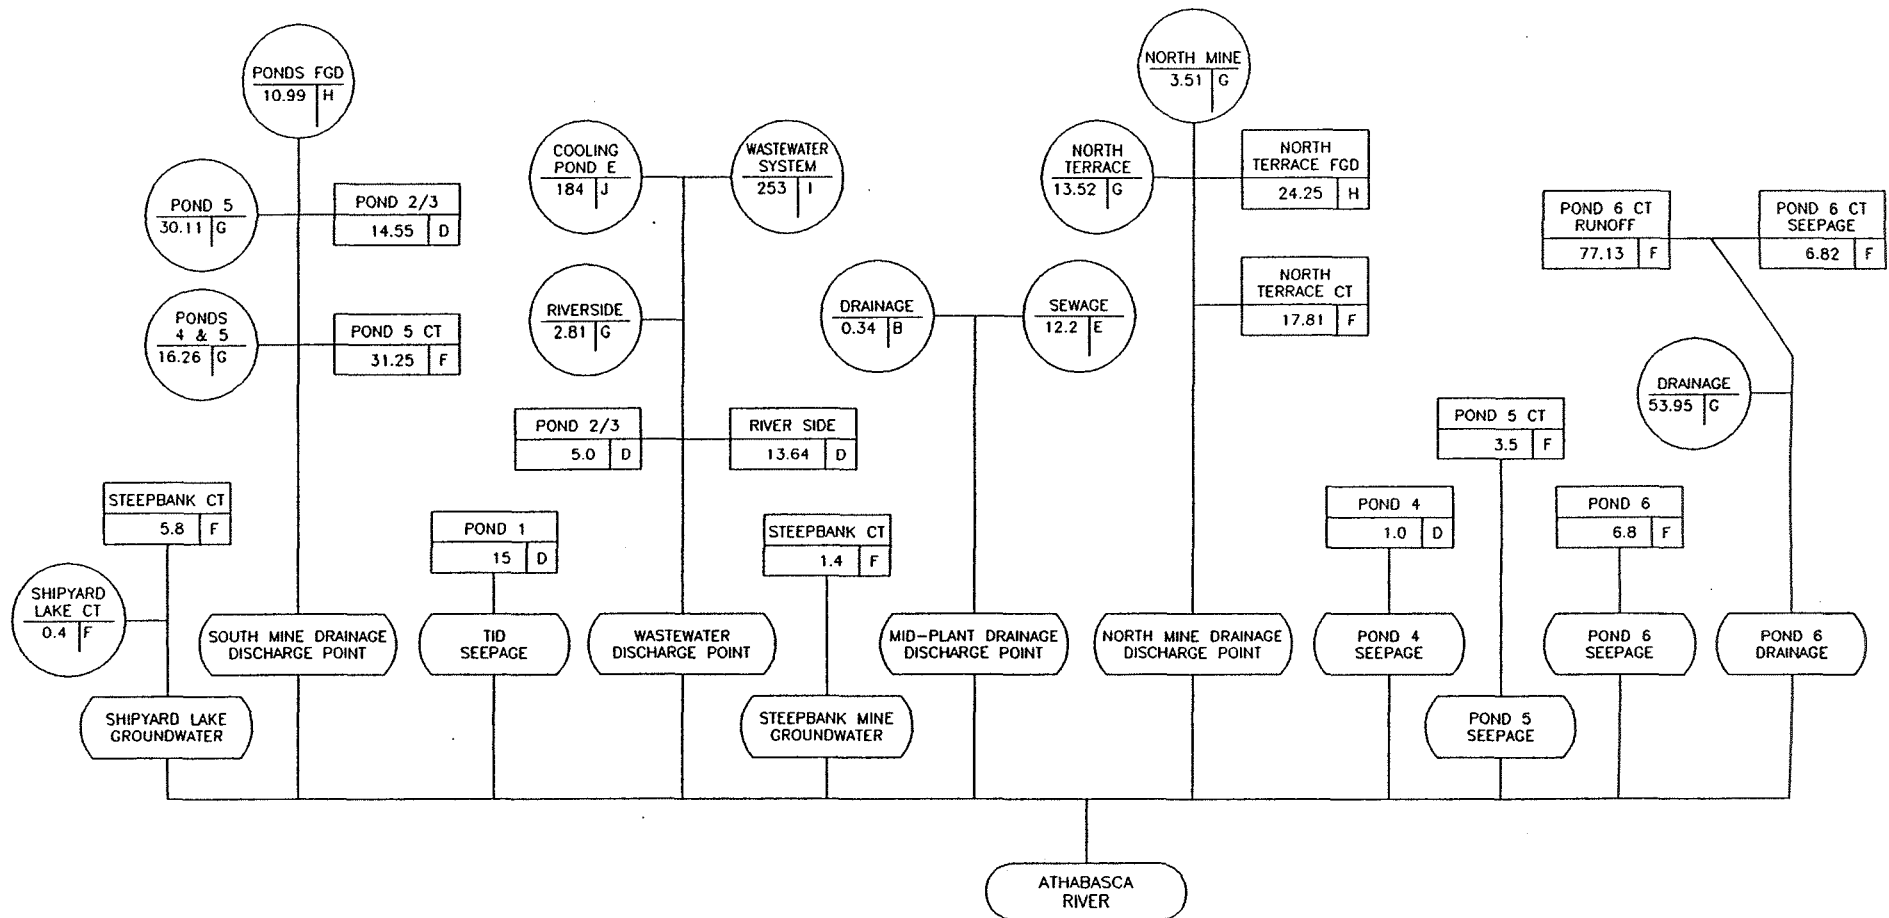 PONDS FGD
10.99 H
POND 5
30.11 G
POND 2/3
14.55 D
PONDS
4 & 5
16.26 G
POND 5 CT
31.25 F
STEEPBANK CT
5.8 F
SHIPYARD
LAKE CT
0.4 F
SHIPYARD LAKE
GROUNDWATER
SOUTH MINE DRAINAGE
DISCHARGE POINT
POND 1
15 D
TID
SEEPAGE
COOLING
POND E
184 J
WASTEWATER
SYSTEM
253 I
RIVERSIDE
2.81 G
POND 2/3
5.0 D
RIVER SIDE
13.64 D
WASTEWATER
DISCHARGE POINT
STEEPBANK CT
1.4 F
STEEPBANK MINE
GROUNDWATER
DRAINAGE
0.34 B
SEWAGE
12.2 E
MID-PLANT DRAINAGE
DISCHARGE POINT
NORTH MINE
3.51 G
NORTH
TERRACE
13.52 G
NORTH
TERRACE FGD
24.25 H
NORTH
TERRACE CT
17.81 F
NORTH MINE DRAINAGE
DISCHARGE POINT
POND 4
1.0 D
POND 4
SEEPAGE
POND 5 CT
3.5 F
POND 5
SEEPAGE
POND 6
6.8 F
POND 6
SEEPAGE
POND 6 CT
RUNOFF
77.13 F
POND 6 CT
SEEPAGE
6.82 F
DRAINAGE
53.95 G
POND 6
DRAINAGE
ATHABASCA
RIVER